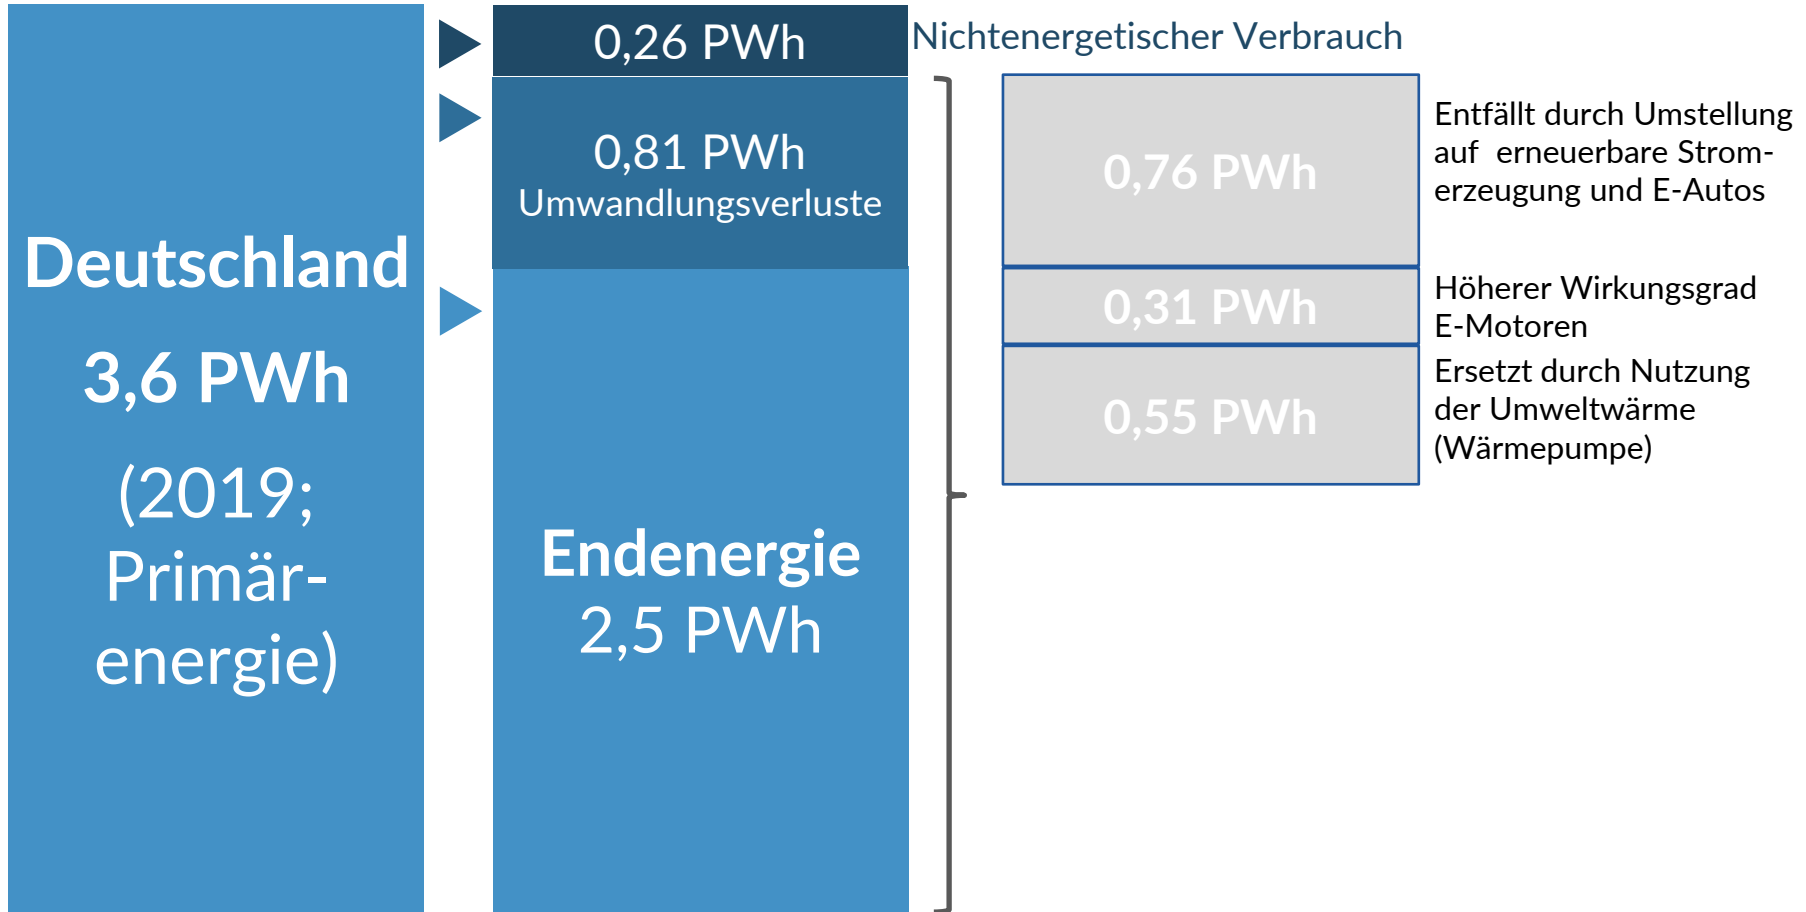 Deutschland
3,6 PWh
(2019;
Primär-
energie)
0,26 PWh
Nichtenergetischer Verbrauch
0,81 PWh
Umwandlungsverluste
Endenergie
2,5 PWh
0,76 PWh
Entfällt durch Umstellung
auf  erneuerbare Strom-
erzeugung und E-Autos
0,31 PWh
Höherer Wirkungsgrad
E-Motoren
0,55 PWh
Ersetzt durch Nutzung
der Umweltwärme
(Wärmepumpe)